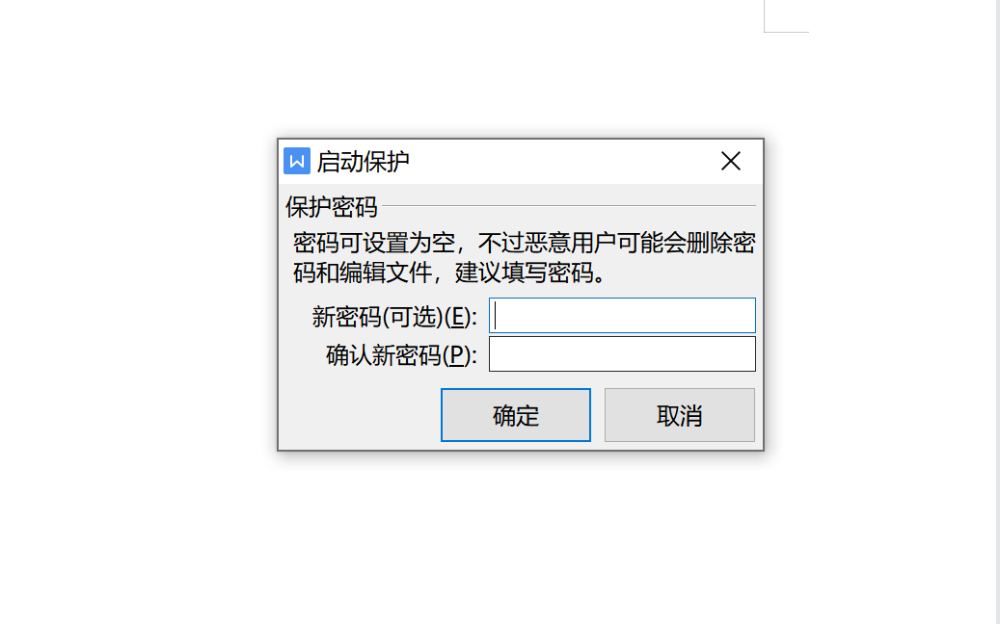 启动保护
保护密码
密码可设置为空，不过恶意用户可能会删除密
码和编辑文件，建议填写密码。
新密码(可选)(E):
确认新密码(P):
确定 取消